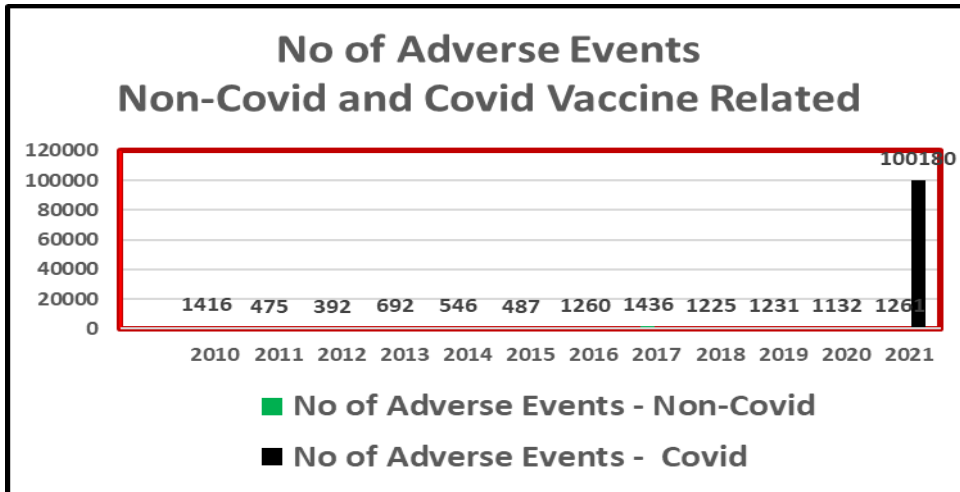 No of Adverse Events
Non-Covid and Covid Vaccine Related
120000
100180
100000
80000
60000
40000
20000
1416 475 392 692 546 487 1260 1436 1225 1231 1132 1261
0
2010 2011 2012 2013 2014 2015 2016 2017 2018 2019 2020 2021
No of Adverse Events - Non-Covid
No of Adverse Events - Covid